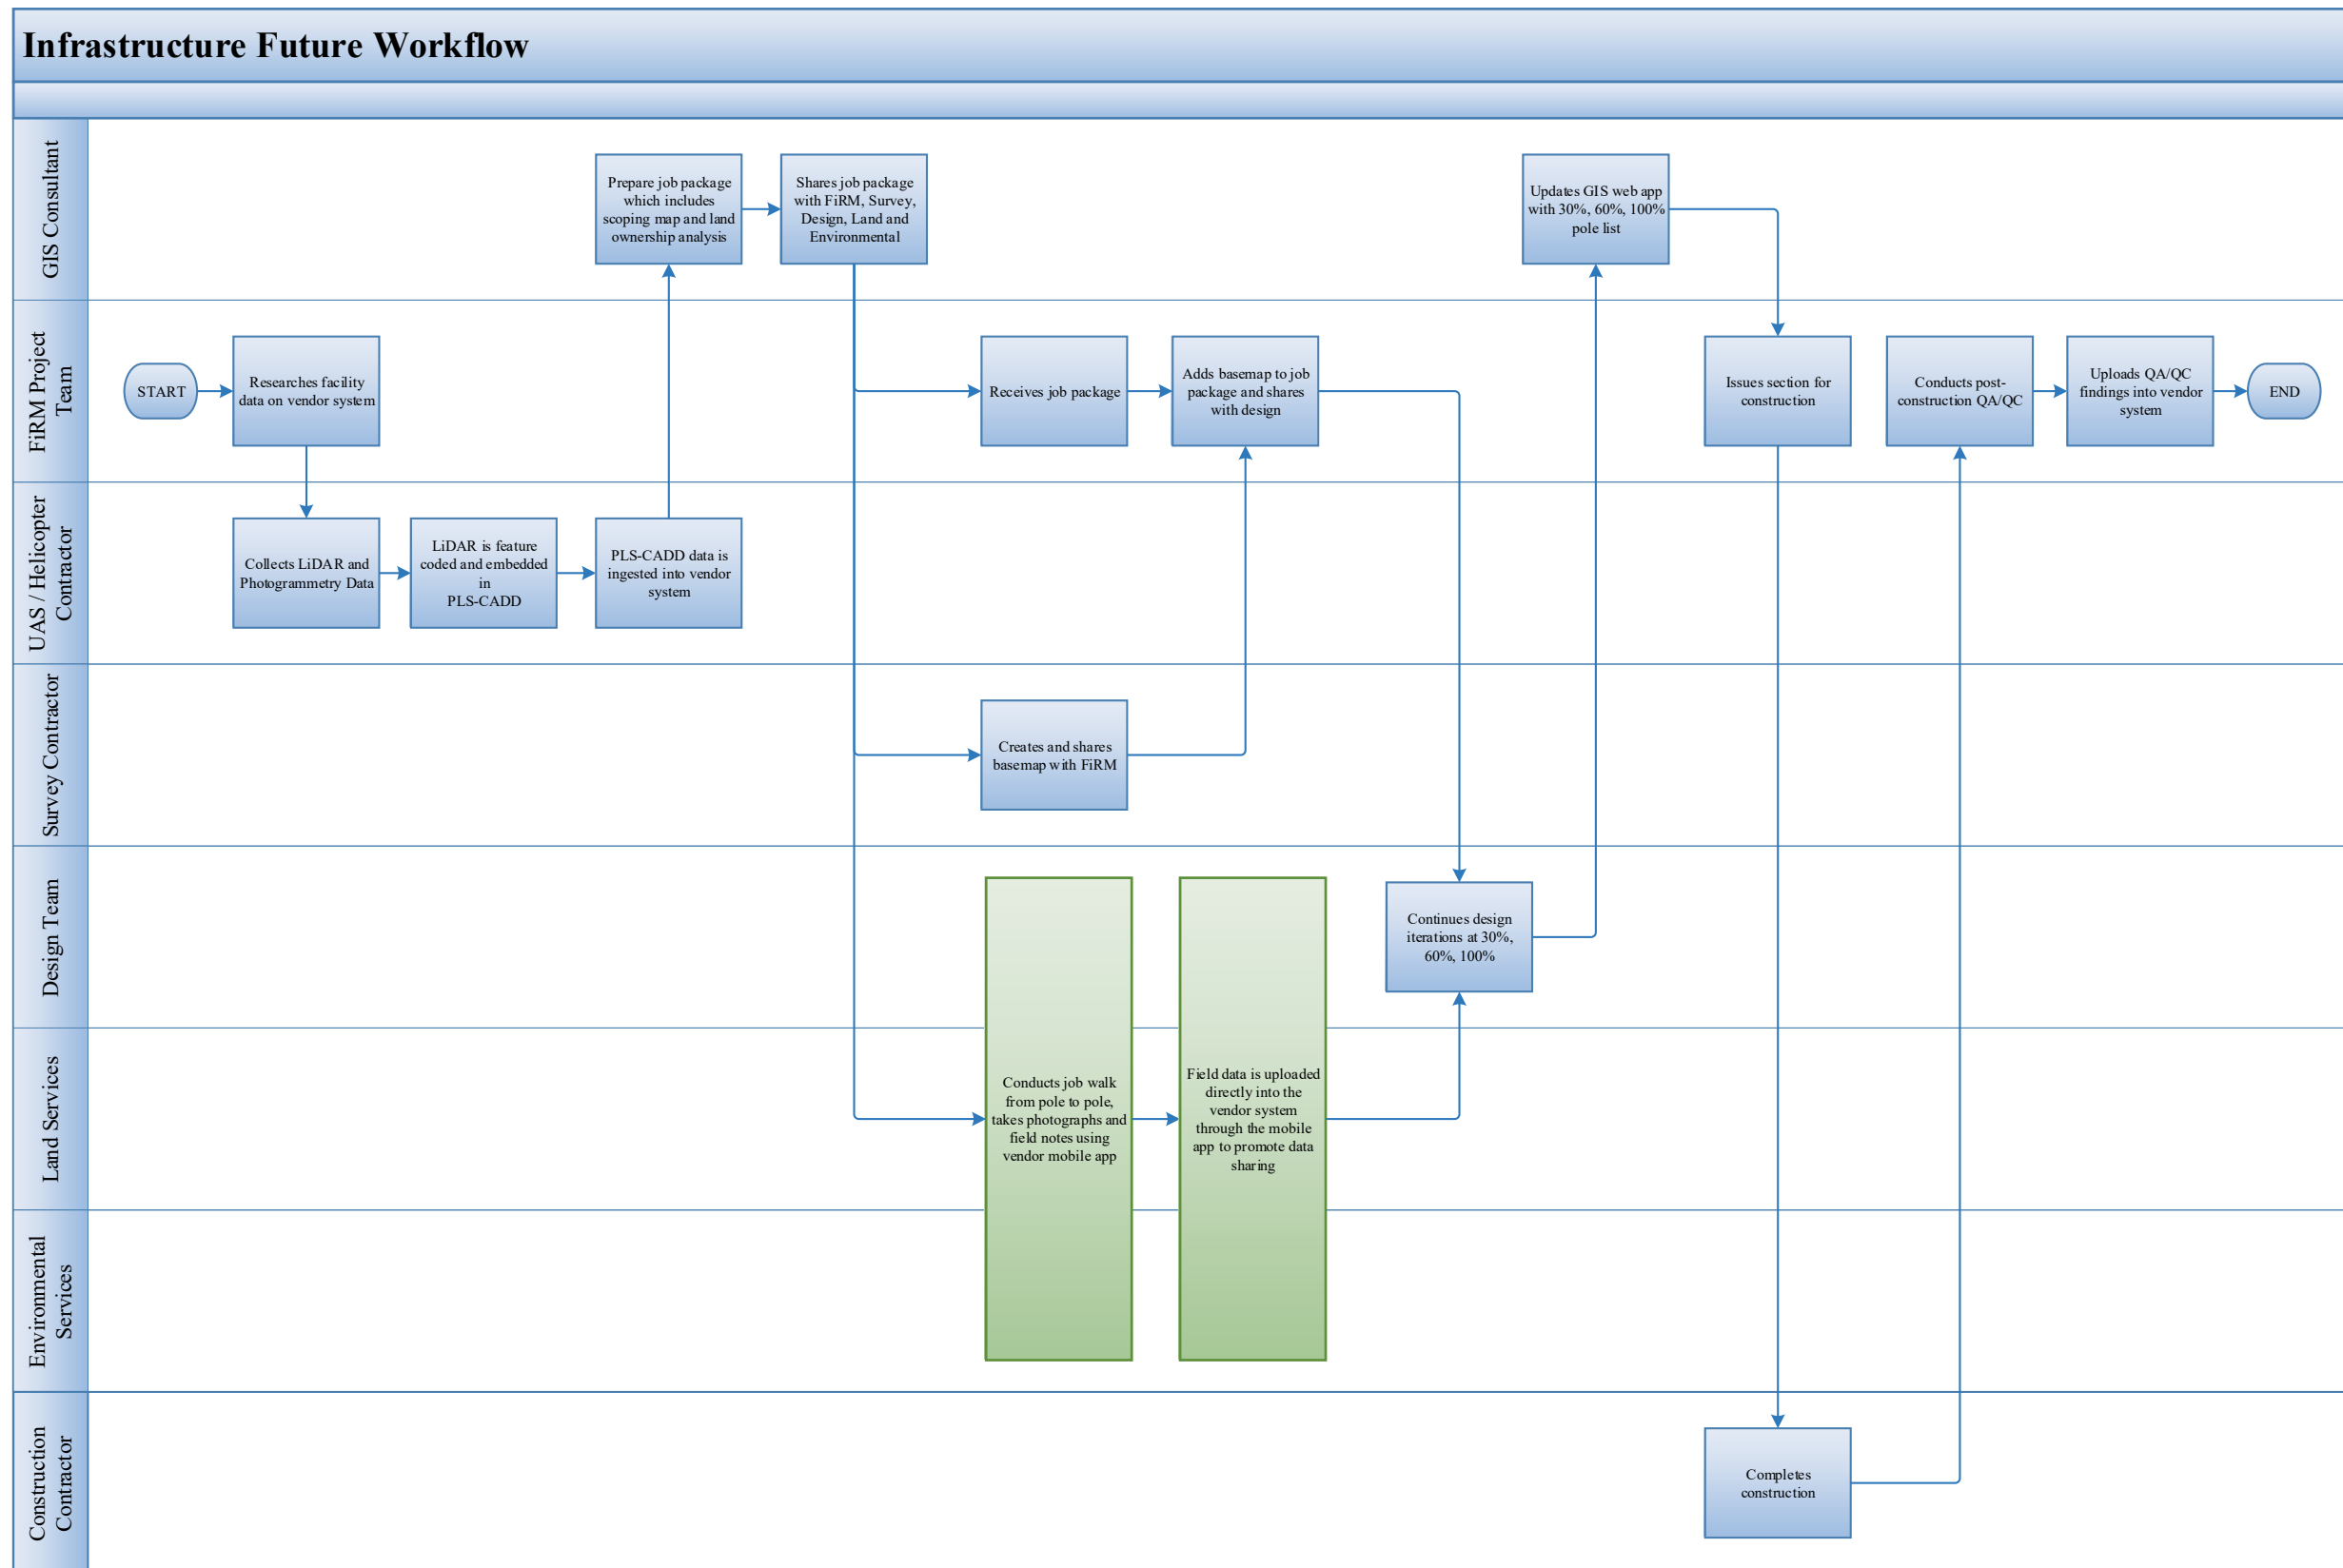 Infrastructure Future Workflow
GIS Consultant
Prepare job package
which includes
scoping map and land
ownership analysis
Shares job package
with FiRM, Survey,
Design, Land and
Environmental
Updates GIS web app
with 30%, 60%, 100%
pole list
FiRM Project
Team
START
Researches facility
data on vendor system
Receives job package
Adds basemap to job
package and shares
with design
Issues section for
construction
Conducts post-
construction QA/QC
Uploads QA/QC
findings into vendor
system
END
UAS / Helicopter
Contractor
Collects LiDAR and
Photogrammetry Data
LiDAR is feature
coded and embedded
in
PLS-CADD
PLS-CADD data is
ingested into vendor
system
Survey Contractor
Creates and shares
basemap with FiRM
Design Team
Continues design
iterations at 30%,
60%, 100%
Land Services
Conducts job walk
from pole to pole,
takes photographs and
field notes using
vendor mobile app
Field data is uploaded
directly into the
vendor system
through the mobile
app to promote data
sharing
Environmental
Services
Construction
Contractor
Completes
construction